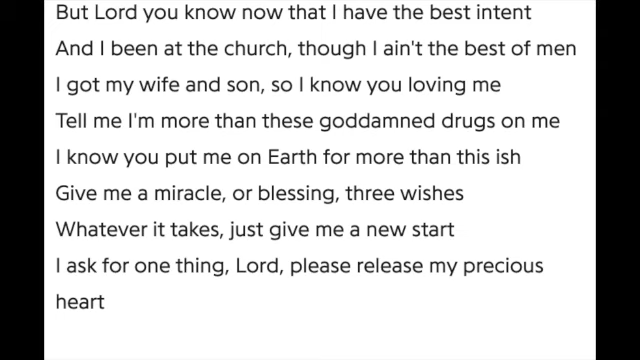 But Lord you know now that I have the best intent
And I been at the church, though I ain't the best of men
I got my wife and son, so I know you loving me
Tell me I'm more than these goddamned drugs on me
I know you put me on Earth for more than this ish
Give me a miracle, or blessing, three wishes
Whatever it takes, just give me a new start
I ask for one thing, Lord, please release my precious
heart